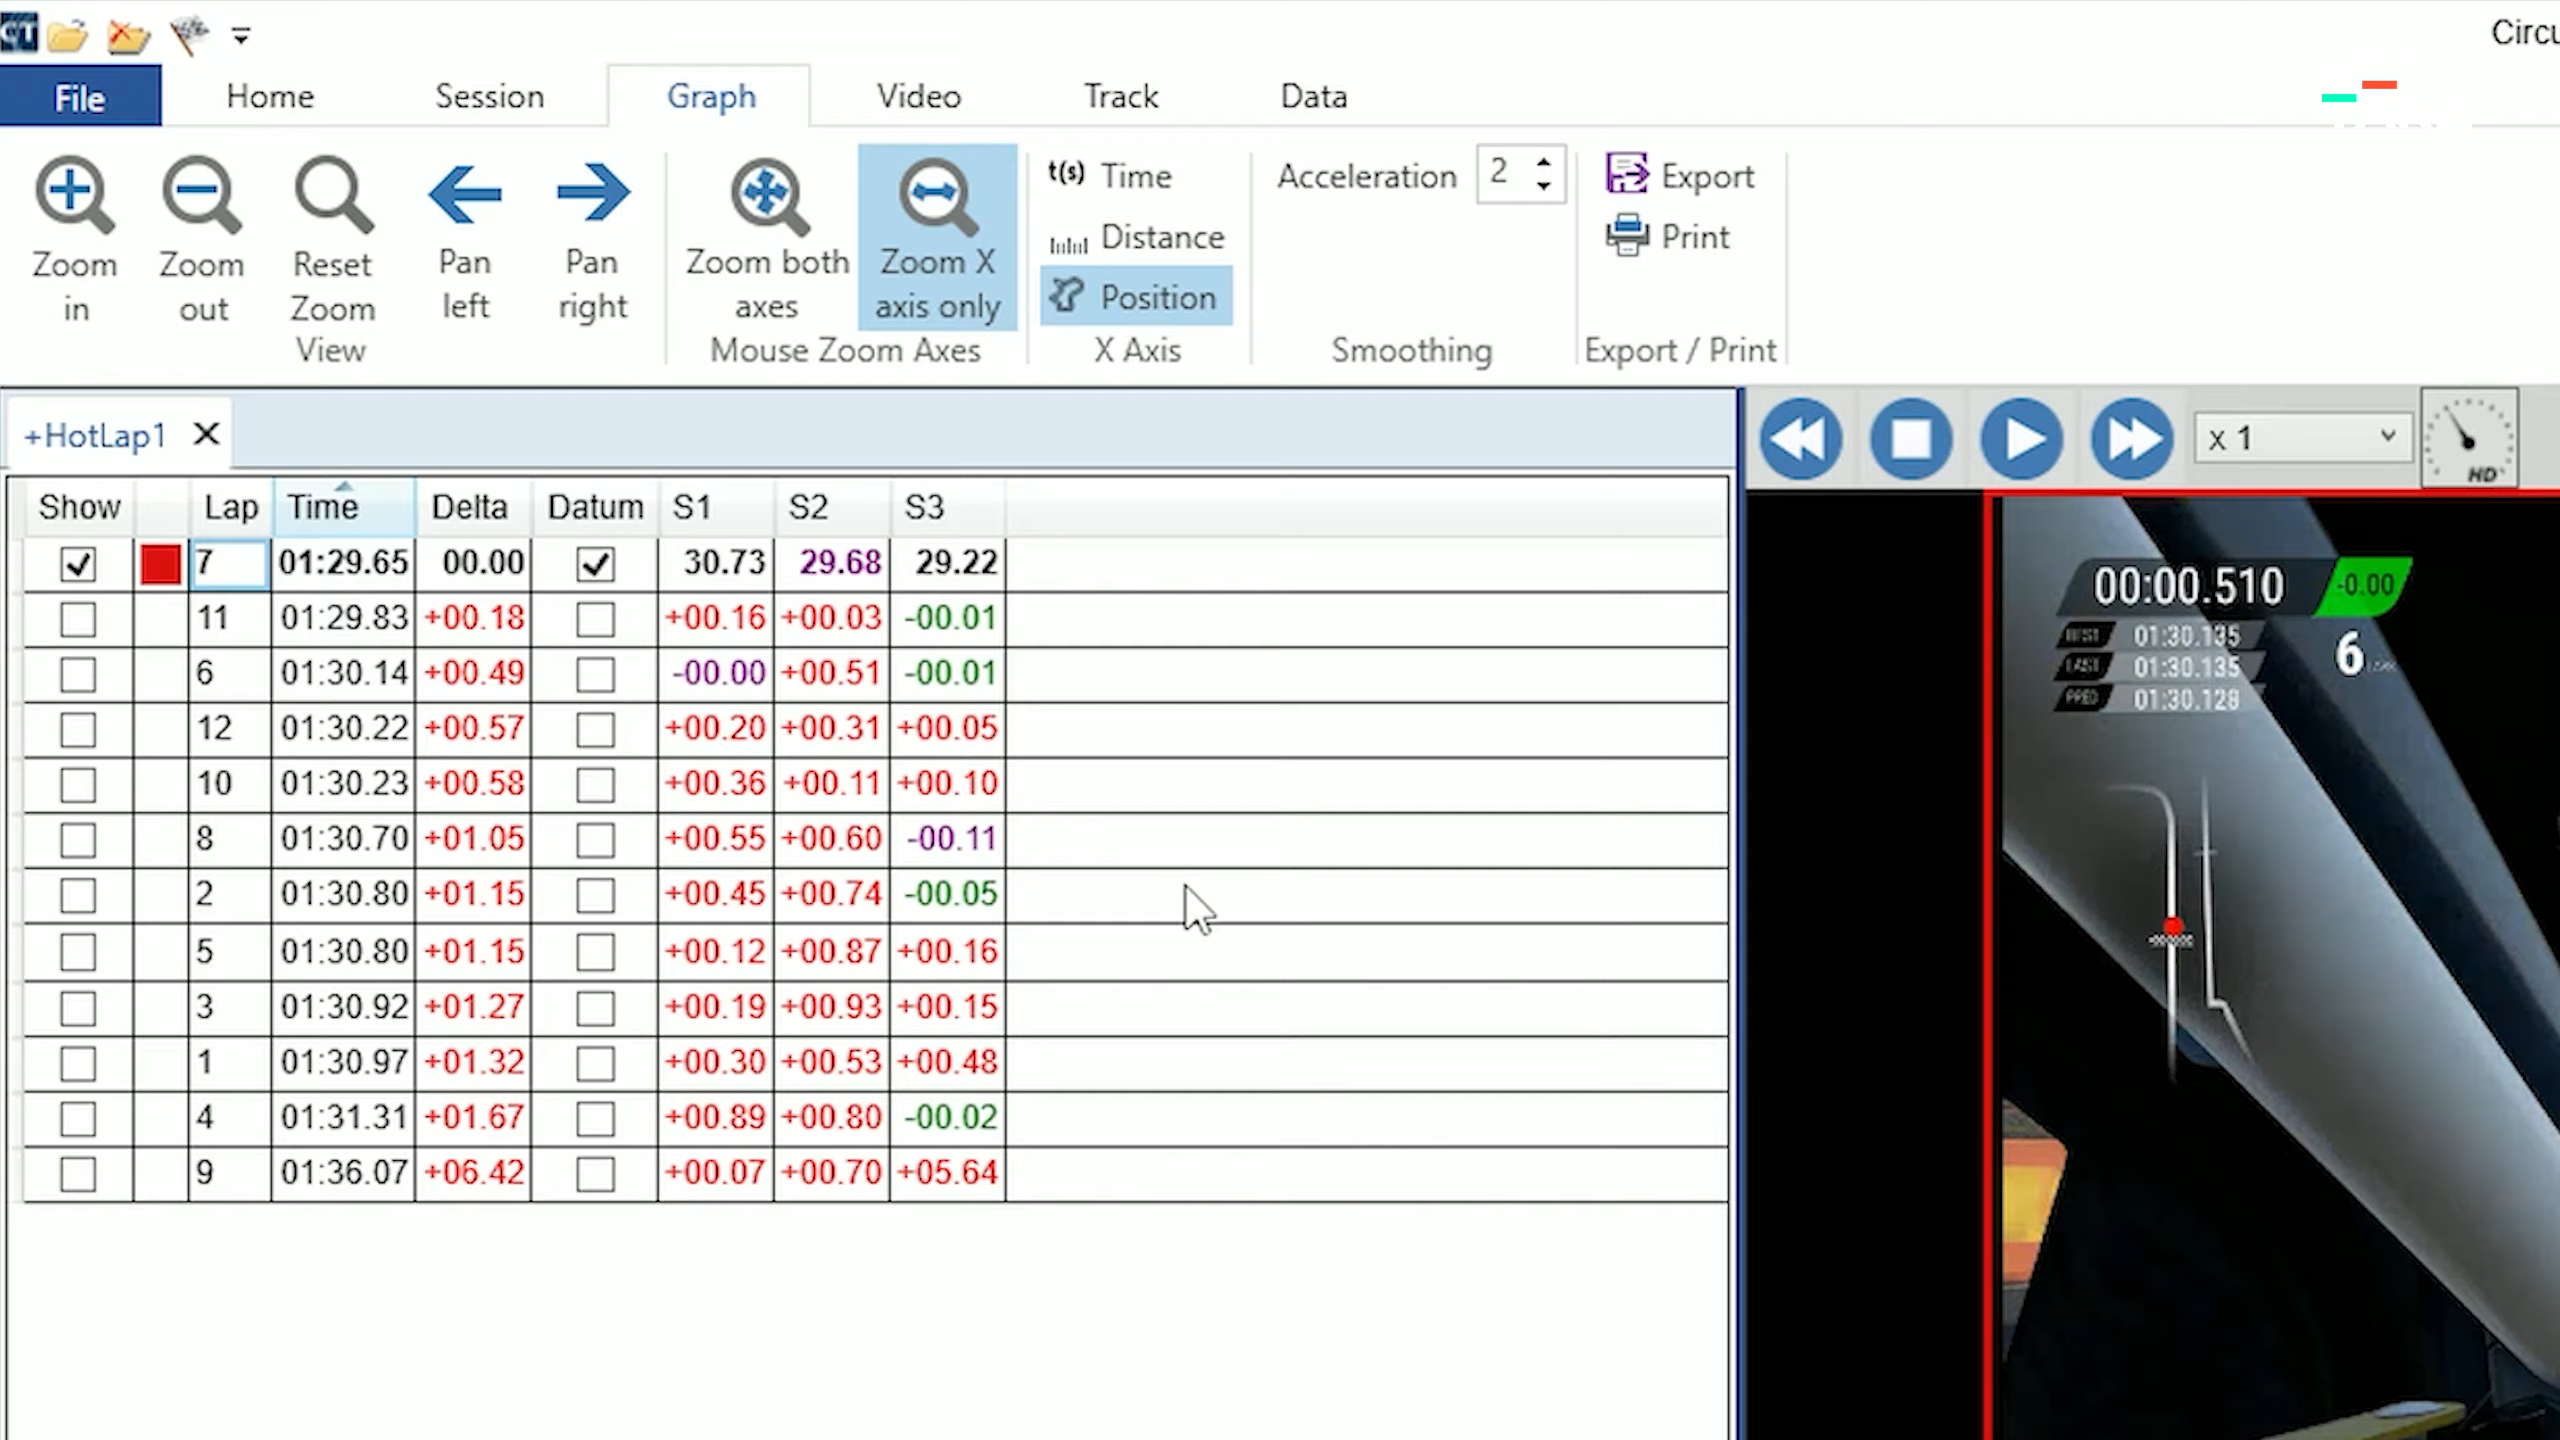 Circu
File Home Session Graph Video Track Data
Zoom in
Zoom out
Reset Zoom
Pan left
Pan right
View
Zoom both axes
Zoom X axis only
Mouse Zoom Axes
t(s) Time
Distance
Position
X Axis
Acceleration 2
Smoothing
Export
Print
Export / Print
+HotLap1
x 1
HD
Show Lap Time Delta Datum S1 S2 S3
7 01:29.65 00.00 30.73 29.68 29.22
11 01:29.83 +00.18 +00.16 +00.03 -00.01
6 01:30.14 +00.49 -00.00 +00.51 -00.01
12 01:30.22 +00.57 +00.20 +00.31 +00.05
10 01:30.23 +00.58 +00.36 +00.11 +00.10
8 01:30.70 +01.05 +00.55 +00.60 -00.11
2 01:30.80 +01.15 +00.45 +00.74 -00.05
5 01:30.80 +01.15 +00.12 +00.87 +00.16
3 01:30.92 +01.27 +00.19 +00.93 +00.15
1 01:30.97 +01.32 +00.30 +00.53 +00.48
4 01:31.31 +01.67 +00.89 +00.80 -00.02
9 01:36.07 +06.42 +00.07 +00.70 +05.64
00:00.510 -0.00
BEST 01:30.135
LAST 01:30.135
PRED 01:30.128
6